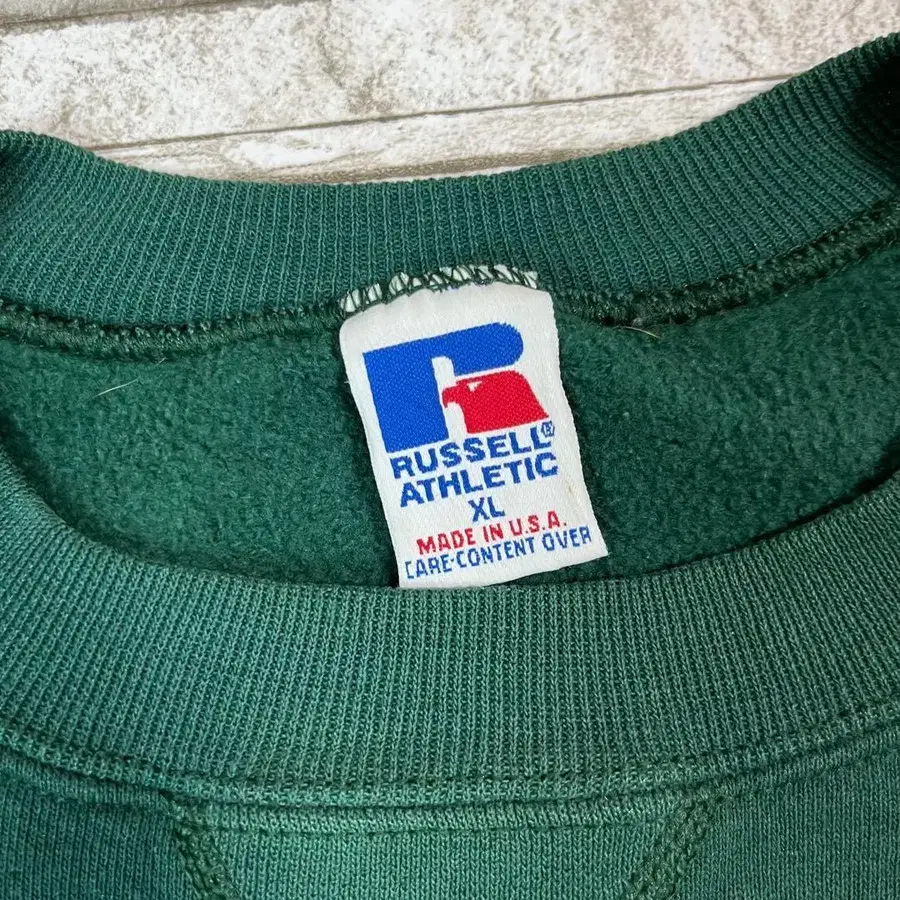 RUSSELL®
ATHLETIC
XL
MADE IN U.S.A.
CARE-CONTENT OVER